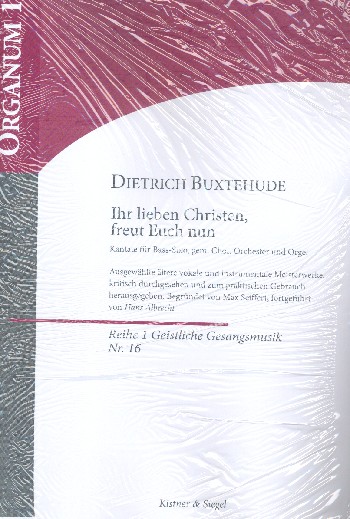 ORGANUM 1
DIETRICH BUXTEHUDE
Ihr lieben Christen,
freut Euch nun
Kantate für Bass-Solo, gem. Chor, Orchester und Orgel
Ausgewählte ältere vokale und instrumentale Meisterwerke,
kritisch durchgesehen und zum praktischen Gebrauch
herausgegeben. Begründet von Max Seiffert, fortgeführt
von Hans Albrecht
Reihe 1 Geistliche Gesangsmusik
Nr. 16
Kistner & Siegel